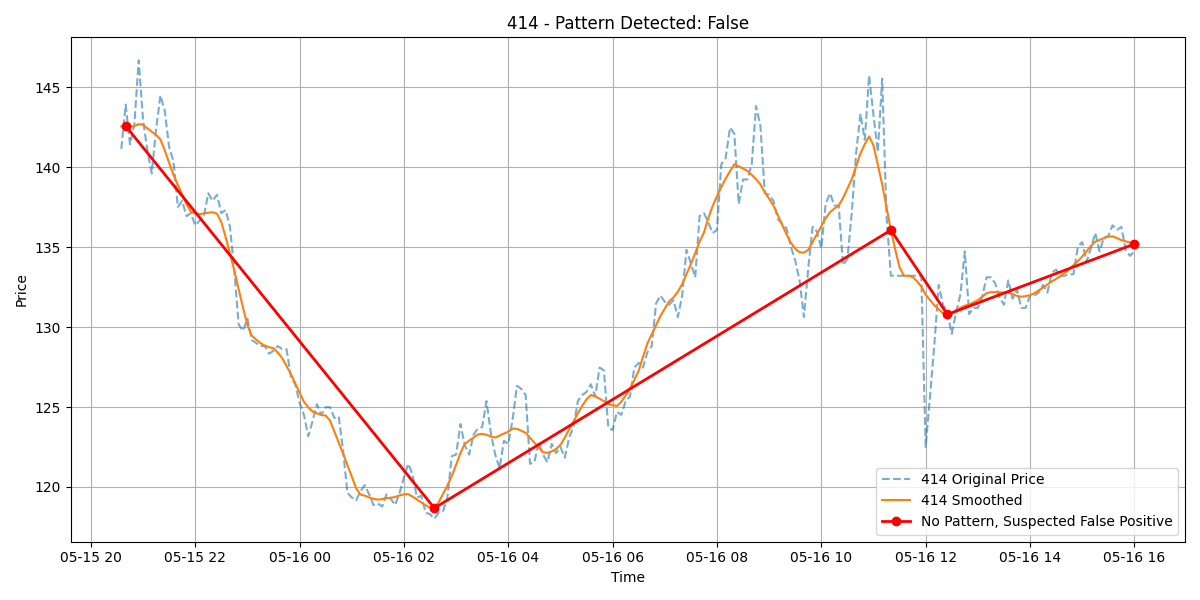 414 - Pattern Detected: False
Price
145
140
135
130
125
120
414 Original Price
414 Smoothed
No Pattern, Suspected False Positive
05-15 20 05-15 22 05-16 00 05-16 02 05-16 04 05-16 06 05-16 08 05-16 10 05-16 12 05-16 14 05-16 16
Time